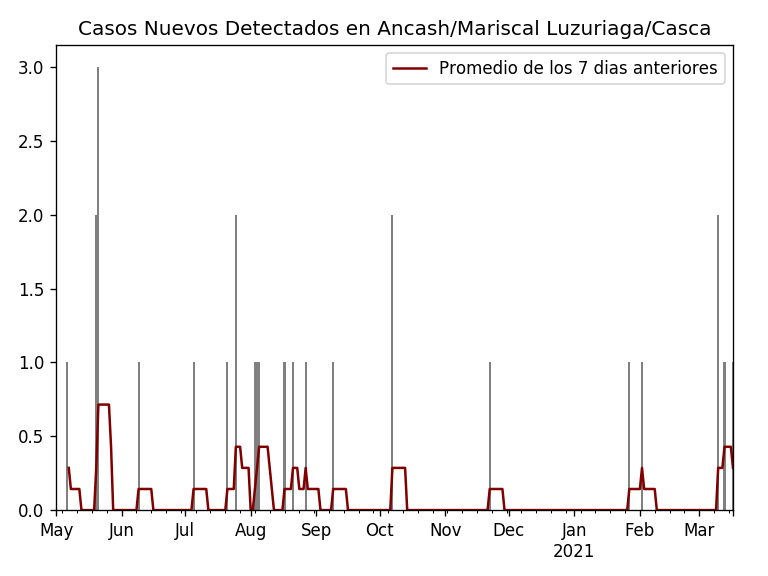 Casos Nuevos Detectados en Ancash/Mariscal Luzuriaga/Casca
Promedio de los 7 dias anteriores
3.0
2.5
2.0
1.5
1.0
0.5
0.0
May Jun Jul Aug Sep Oct Nov Dec Jan Feb Mar
2021